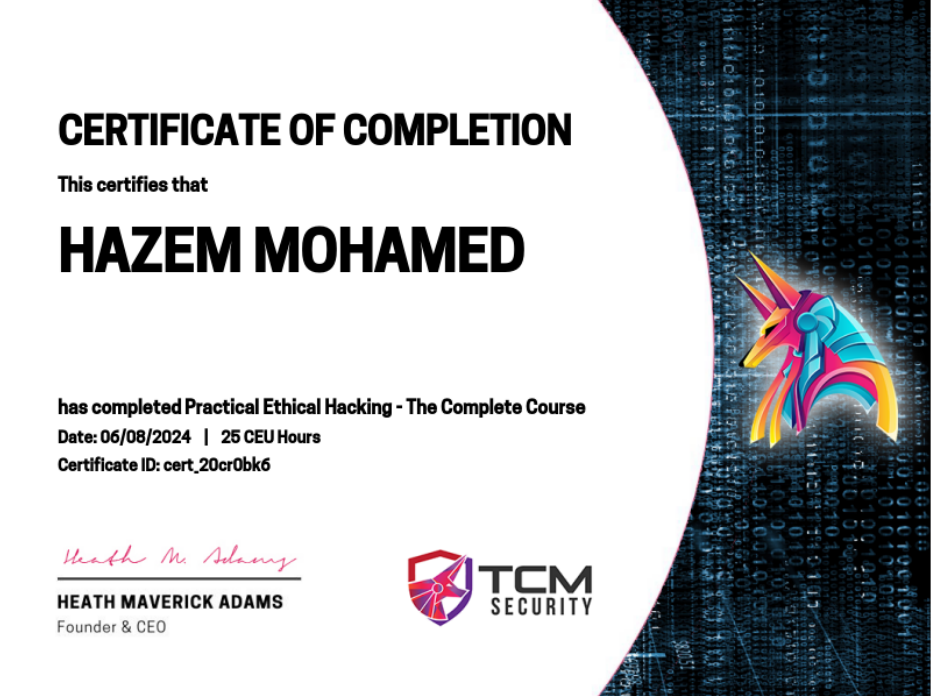 CERTIFICATE OF COMPLETION
This certifies that
HAZEM MOHAMED
has completed Practical Ethical Hacking - The Complete Course
Date: 06/08/2024 | 25 CEU Hours
Certificate ID: cert_20cr0bk6
Heath M. Adams
HEATH MAVERICK ADAMS
Founder & CEO
TCM
SECURITY